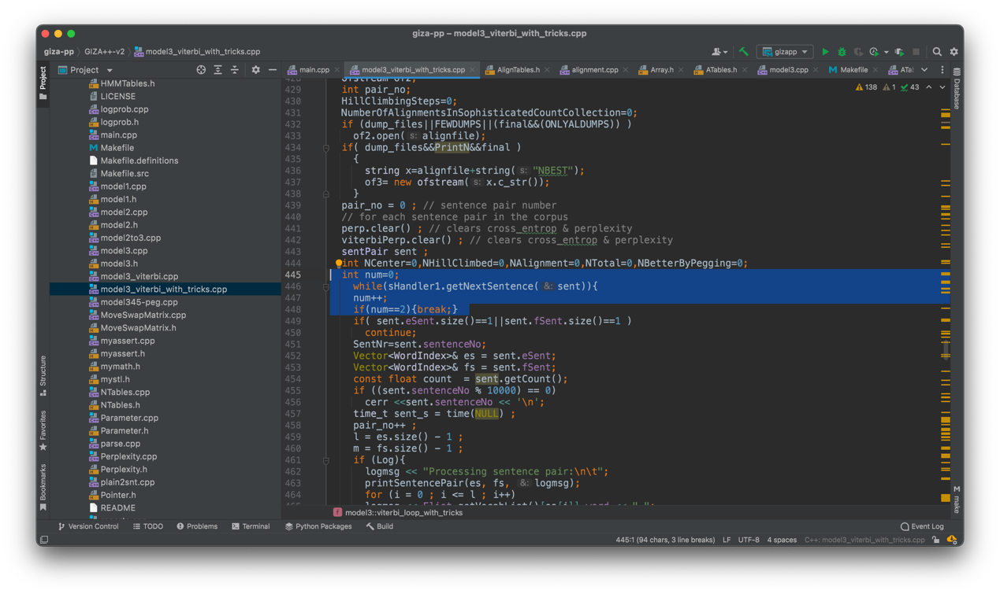 giza-pp – model3_viterbi_with_tricks.cpp
giza-pp 〉 GIZA++-v2 〉 model3_viterbi_with_tricks.cpp
gizapp
Project
main.cpp
model3_viterbi_with_tricks.cpp
AlignTables.h
alignment.cpp
Array.h
ATables.h
model3.cpp
Makefile
Project
HMMTables.h
LICENSE
logprob.cpp
logprob.h
main.cpp
Makefile
Makefile.definitions
Makefile.src
model1.cpp
model1.h
model2.cpp
model2.h
model2to3.cpp
model3.cpp
model3.h
model3_viterbi.cpp
model3_viterbi_with_tricks.cpp
model345-peg.cpp
MoveSwapMatrix.cpp
MoveSwapMatrix.h
myassert.cpp
myassert.h
mymath.h
mystl.h
NTables.cpp
NTables.h
Parameter.cpp
Parameter.h
parse.cpp
Perplexity.cpp
Perplexity.h
plain2snt.cpp
Pointer.h
README
Structure
Favorites
Bookmarks
138 1 43
429 int pair_no;
430 HillClimbingSteps=0;
431 NumberOfAlignmentsInSophisticatedCountCollection=0;
432 if (dump_files||FEWDUMPS||(final&&(ONLYALDUMPS)) )
433 of2.open( s: alignfile);
434 if( dump_files&&PrintN&&final )
435 {
436 string x=alignfile+string( s: "NBEST");
437 of3= new ofstream( s: x.c_str());
438 }
439 pair_no = 0 ; // sentence pair number
440 // for each sentence pair in the corpus
441 perp.clear() ; // clears cross_entrop & perplexity
442 viterbiPerp.clear() ; // clears cross_entrop & perplexity
443 sentPair sent ;
444 int NCenter=0,NHillClimbed=0,NAlignment=0,NTotal=0,NBetterByPegging=0;
445 int num=0;
446 while(sHandler1.getNextSentence( &: sent)){
447 num++;
448 if(num==2){break;}
449 if( sent.eSent.size()==1||sent.fSent.size()==1 )
450 continue;
451 SentNr=sent.sentenceNo;
452 Vector<WordIndex>& es = sent.eSent;
453 Vector<WordIndex>& fs = sent.fSent;
454 const float count  = sent.getCount();
455 if ((sent.sentenceNo % 10000) == 0)
456 cerr <<sent.sentenceNo << '\n';
457 time_t sent_s = time(NULL) ;
458 pair_no++ ;
459 l = es.size() - 1 ;
460 m = fs.size() - 1 ;
461 if (Log){
462 logmsg << "Processing sentence pair:\n\t";
463 printSentencePair(es, fs, &: logmsg);
464 for (i = 0 ; i <= l ; i++)
Database
make
f model3::viterbi_loop_with_tricks
Version Control
TODO
Problems
Terminal
Python Packages
Build
Event Log
445:1 (94 chars, 3 line breaks) LF UTF-8 4 spaces C++: model3_viterbi_with_tricks.cpp